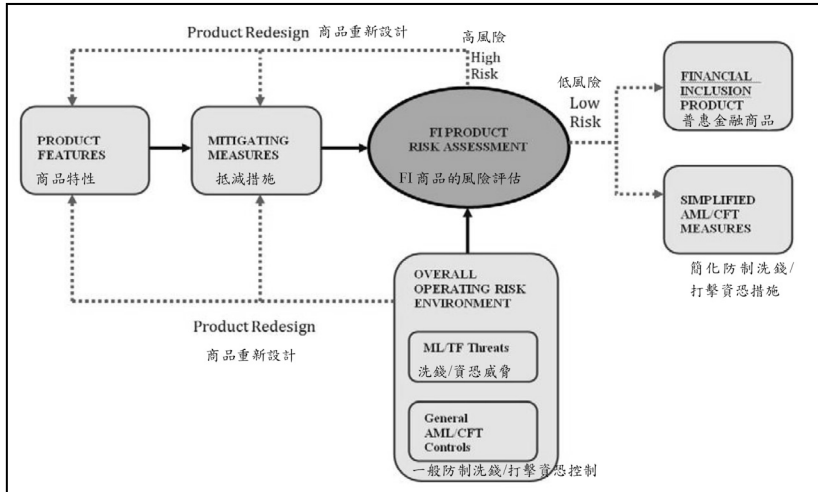 Product Redesign 商品重新設計
高風險
High
Risk
低風險
Low
Risk
FINANCIAL
INCLUSION
PRODUCT
普惠金融商品
PRODUCT
FEATURES
商品特性
MITIGATING
MEASURES
抵減措施
FI PRODUCT
RISK ASSESSMENT
FI 商品的風險評估
SIMPLIFIED
AML/CFT
MEASURES
簡化防制洗錢/
打擊資恐措施
OVERALL
OPERATING RISK
ENVIRONMENT
Product Redesign
商品重新設計
ML/TF Threats
洗錢/資恐威脅
General
AML/CFT
Controls
一般防制洗錢/打擊資恐控制